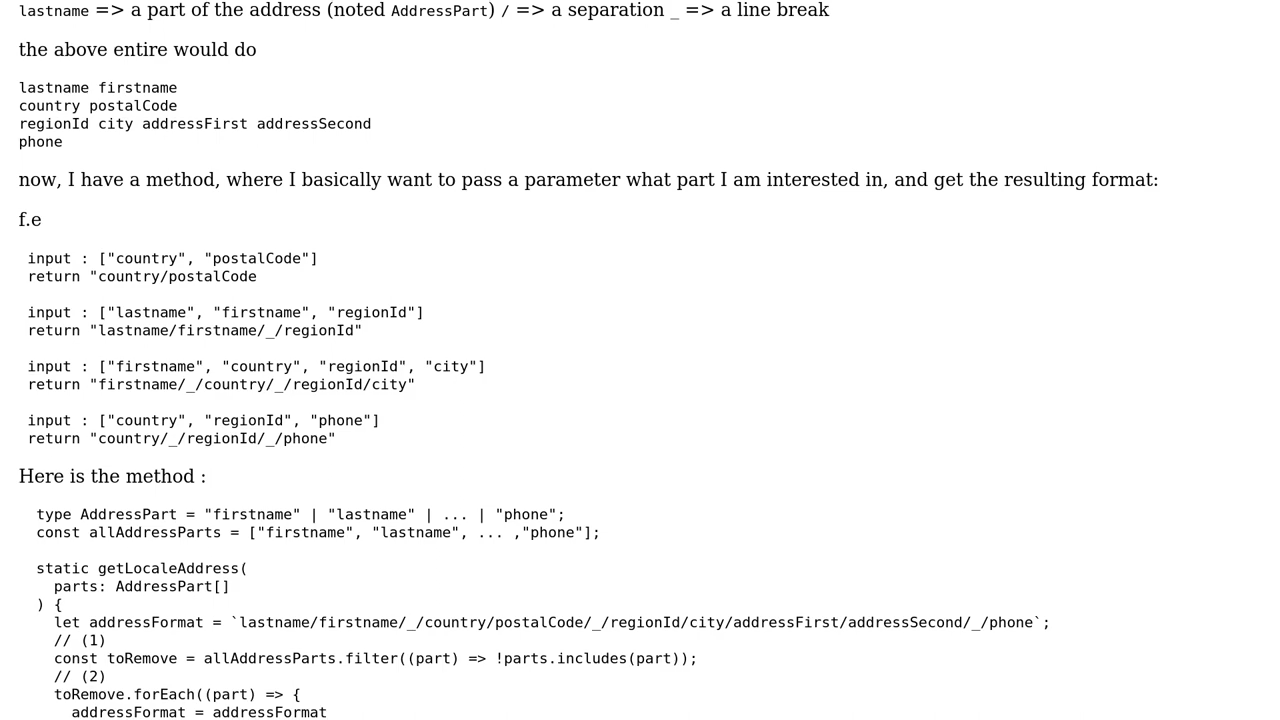 lastname => a part of the address (noted AddressPart) / => a separation _ => a line break
the above entire would do
lastname firstname
country postalCode
regionId city addressFirst addressSecond
phone
now, I have a method, where I basically want to pass a parameter what part I am interested in, and get the resulting format:
f.e
input : ["country", "postalCode"]
return "country/postalCode
input : ["lastname", "firstname", "regionId"]
return "lastname/firstname/_/regionId"
input : ["firstname", "country", "regionId", "city"]
return "firstname/_/country/_/regionId/city"
input : ["country", "regionId", "phone"]
return "country/_/regionId/_/phone"
Here is the method :
type AddressPart = "firstname" | "lastname" | ... | "phone";
const allAddressParts = ["firstname", "lastname", ... ,"phone"];
static getLocaleAddress(
parts: AddressPart[]
) {
let addressFormat = `lastname/firstname/_/country/postalCode/_/regionId/city/addressFirst/addressSecond/_/phone`;
// (1)
const toRemove = allAddressParts.filter((part) => !parts.includes(part));
// (2)
toRemove.forEach((part) => {
addressFormat = addressFormat